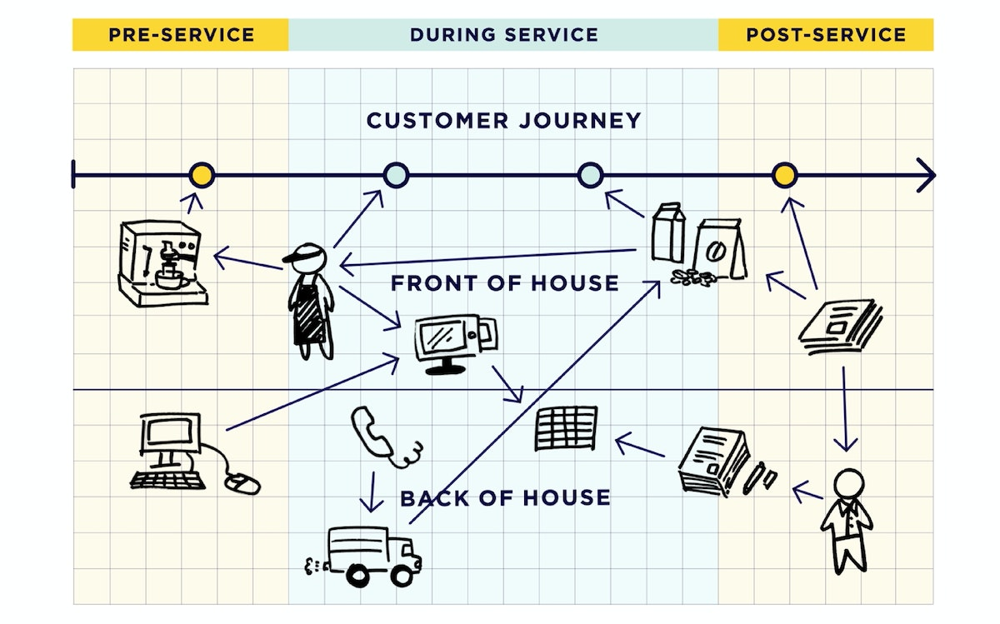 PRE-SERVICE
DURING SERVICE
POST-SERVICE
CUSTOMER JOURNEY
FRONT OF HOUSE
BACK OF HOUSE